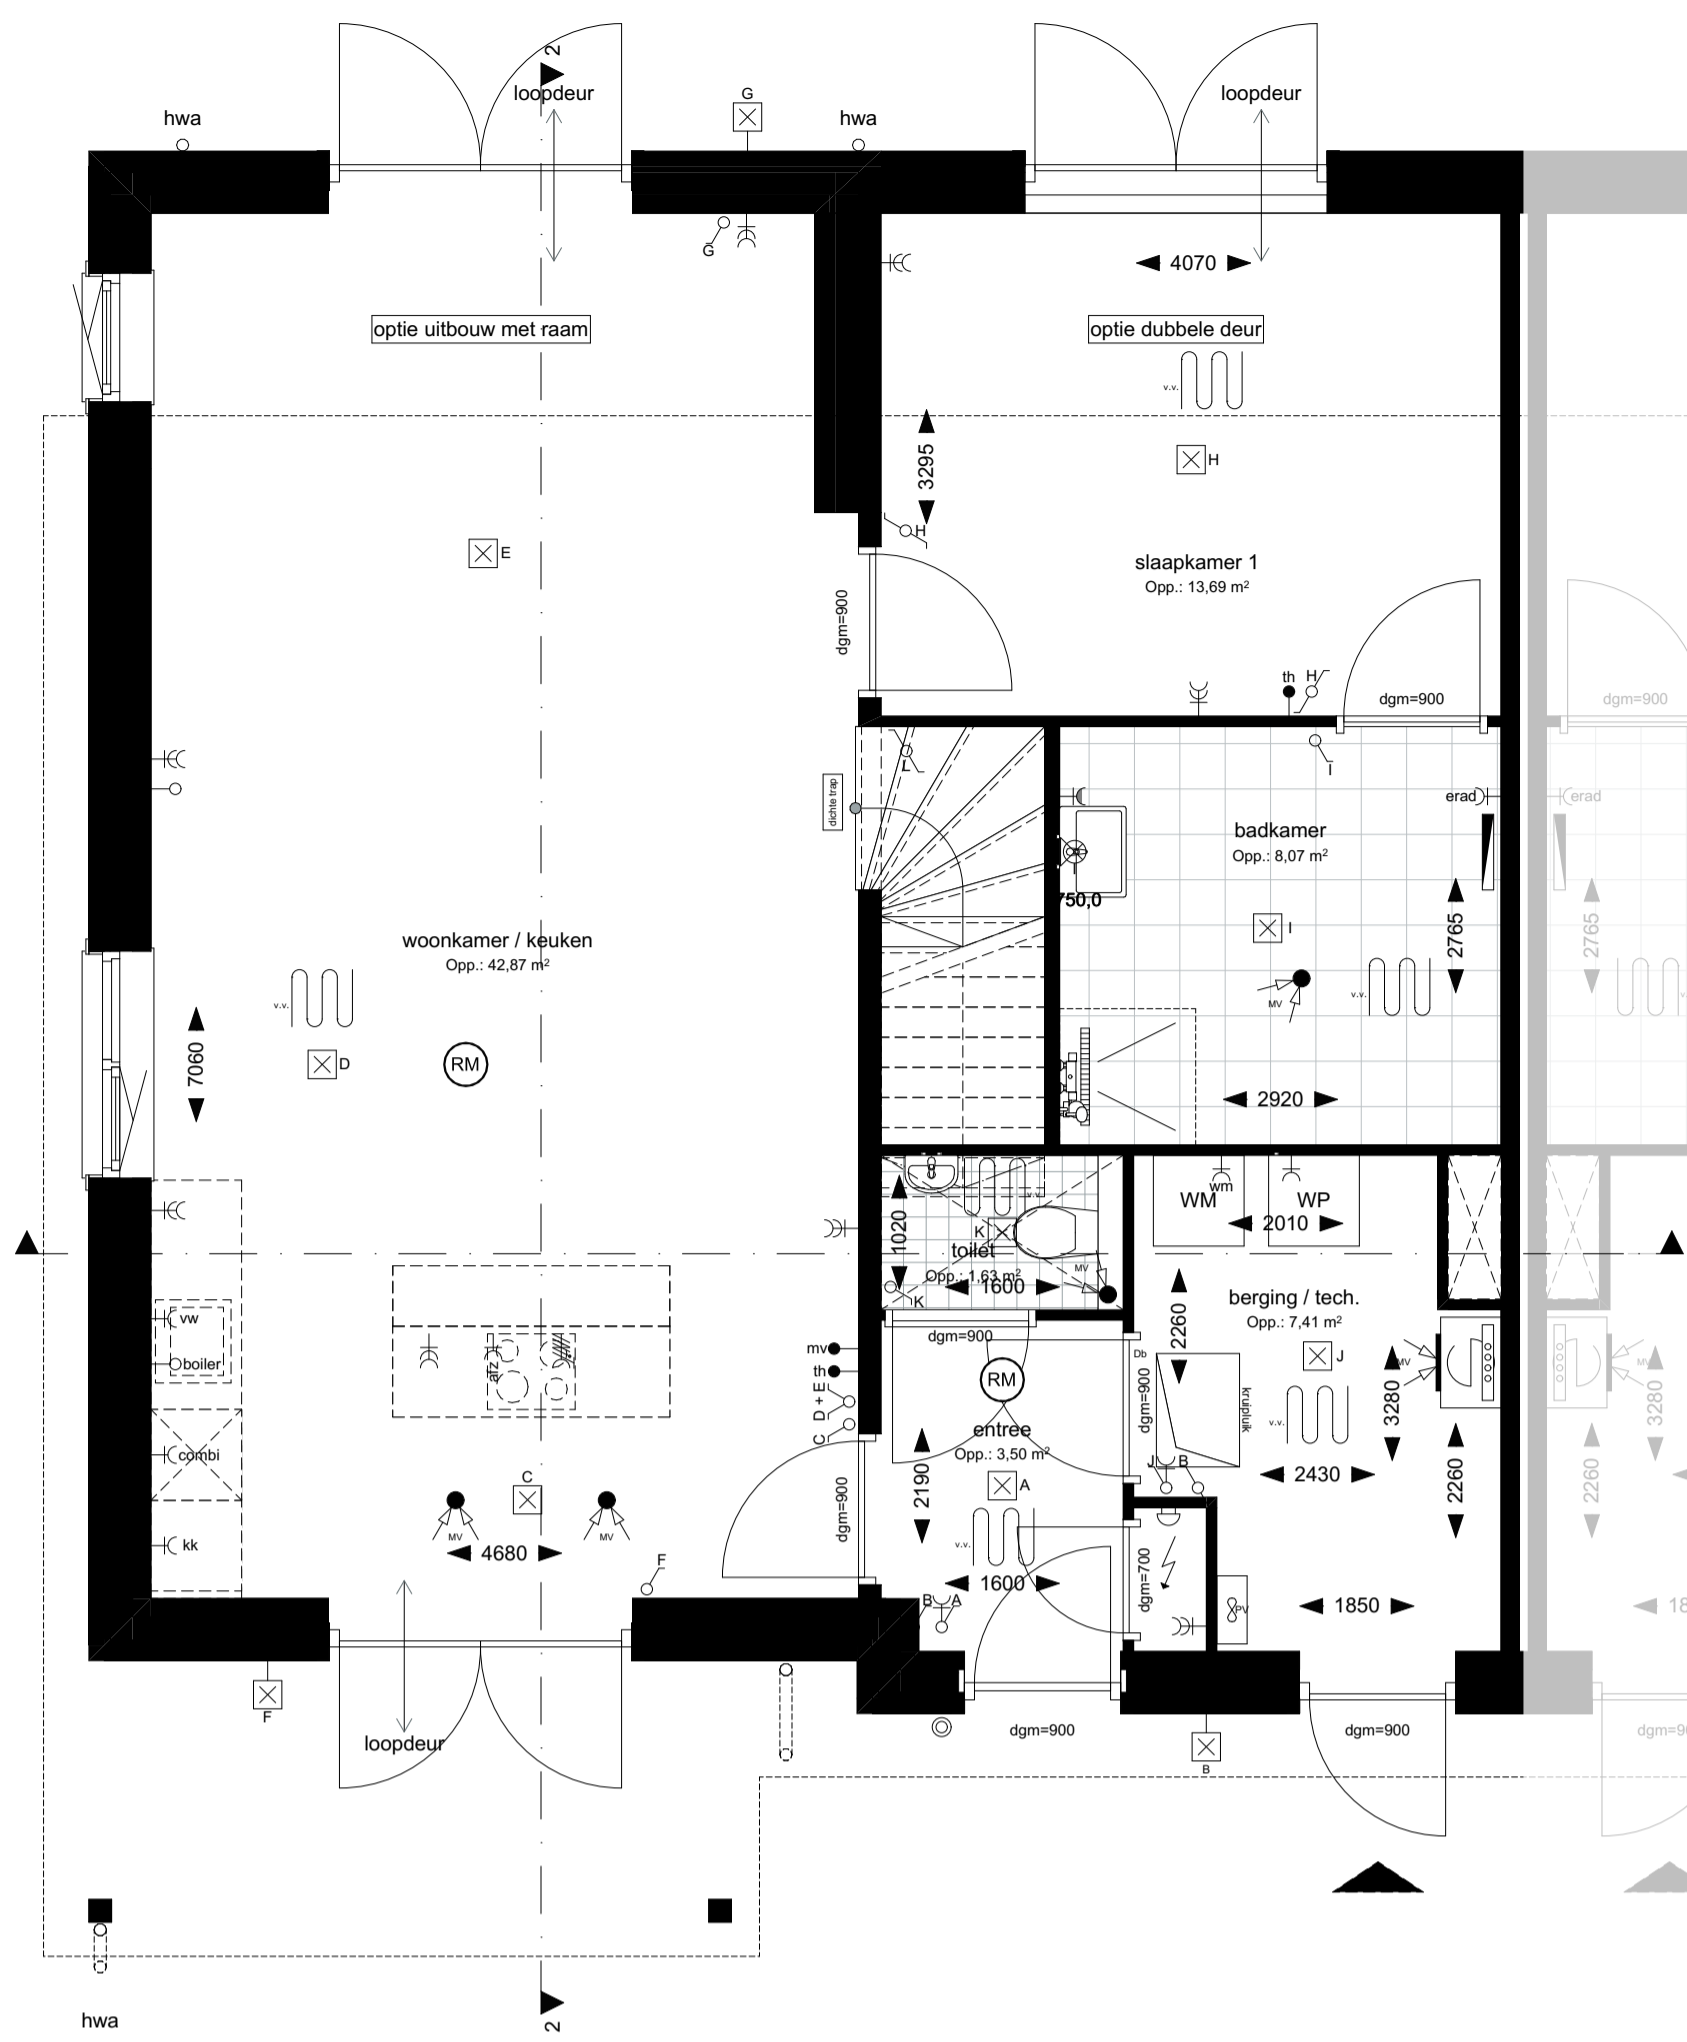 2
loopdeur
loopdeur
G
hwa
hwa
G
4070
optie uitbouw met raam
optie dubbele deur
v.v.
3295
H
H
E
slaapkamer 1
Opp.: 13,69 m²
dgm=900
th
H
dgm=900
dgm=900
L
I
dichte trap
erad
erad
badkamer
Opp.: 8,07 m²
750,0
I
2765
2765
woonkamer / keuken
Opp.: 42,87 m²
v.v.
v.v.
MV
7060
D
RM
2920
wm
WM
WP
2010
1020
K
toilet
Opp.: 1,63 m²
1600
MV
v.v.
K
berging / tech.
Opp.: 7,41 m²
2260
vw
boiler
afz
mv
th
D + E
C
dgm=900
RM
Db
dgm=900
kruipluik
J
MV
MV
3280
3280
v.v.
entree
Opp.: 3,50 m²
combi
C
A
J
B
2430
2260
2260
2190
dgm=900
MV
MV
kk
4680
F
v.v.
1600
dgm=700
B
A
PV
1850
18
F
loopdeur
dgm=900
dgm=900
dgm=9
B
hwa
2